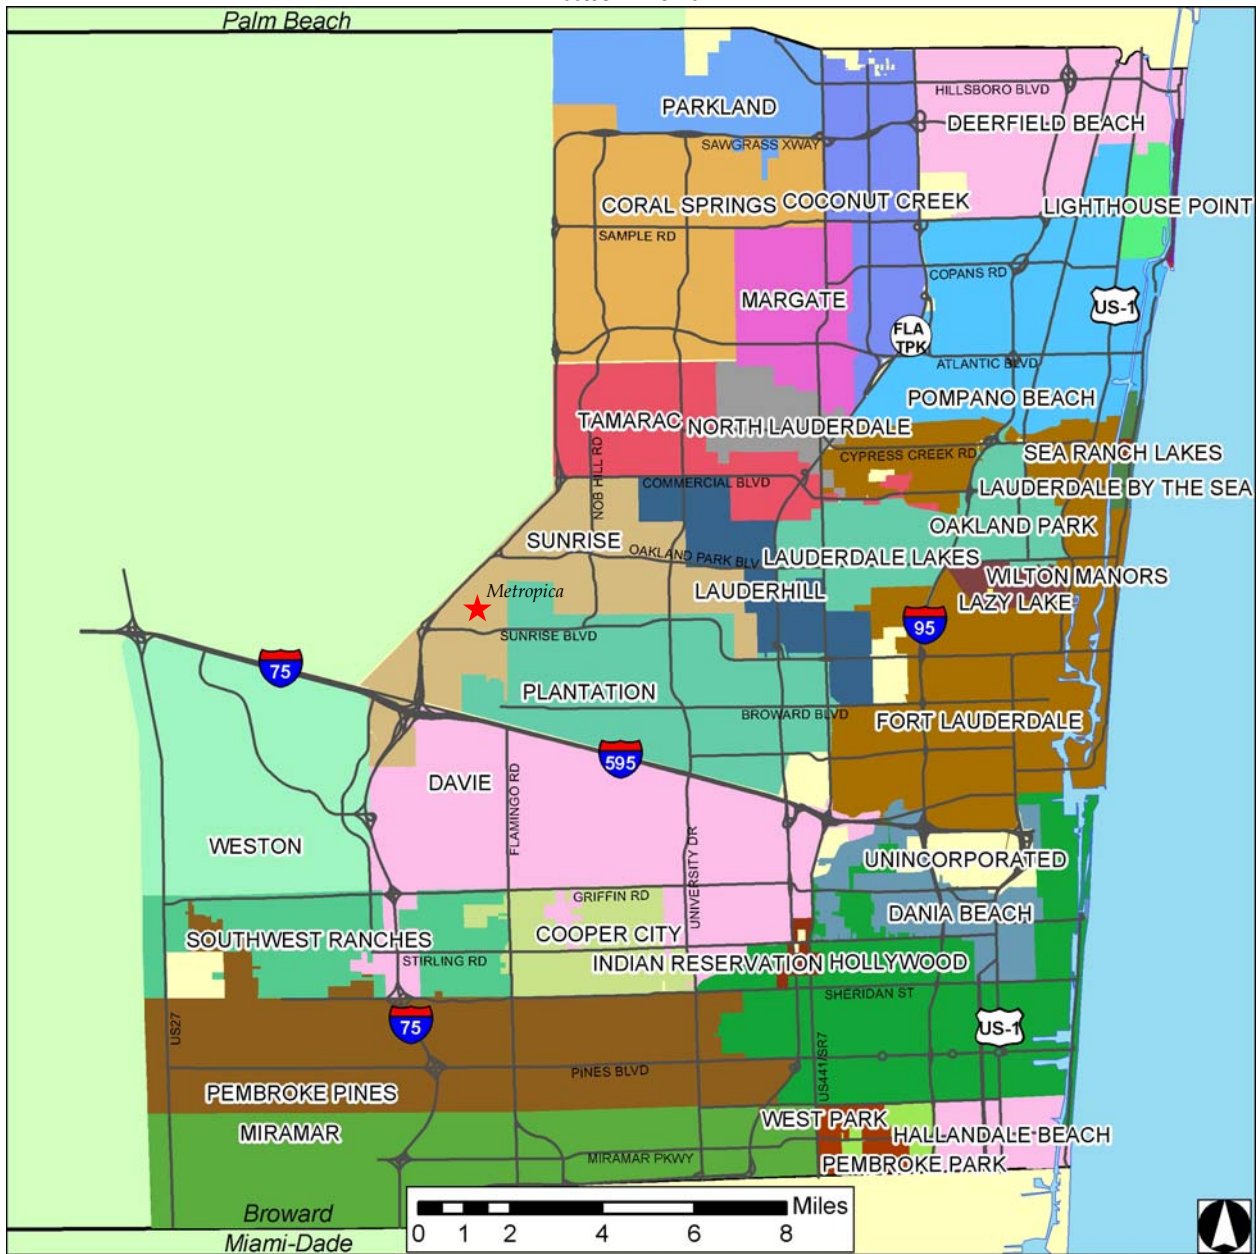 Palm Beach
HILLSBORO BLVD
PARKLAND
DEERFIELD BEACH
SAWGRASS XWAY
CORAL SPRINGS
COCONUT CREEK
LIGHTHOUSE POINT
SAMPLE RD
COPANS RD
MARGATE
US-1
FLA
TPK
ATLANTIC BLVD
POMPANO BEACH
TAMARAC
NORTH LAUDERDALE
CYPRESS CREEK RD
SEA RANCH LAKES
NOB HILL RD
COMMERCIAL BLVD
LAUDERDALE BY THE SEA
OAKLAND PARK
SUNRISE
OAKLAND PARK BLV
LAUDERDALE LAKES
WILTON MANORS
Metropica
LAUDERHILL
LAZY LAKE
SUNRISE BLVD
95
75
PLANTATION
BROWARD BLVD
FORT LAUDERDALE
595
DAVIE
FLAMINGO RD
UNIVERSITY DR
WESTON
UNINCORPORATED
GRIFFIN RD
DANIA BEACH
SOUTHWEST RANCHES
COOPER CITY
STIRLING RD
INDIAN RESERVATION
HOLLYWOOD
SHERIDAN ST
US27
75
US-1
US441/SR7
PINES BLVD
PEMBROKE PINES
WEST PARK
MIRAMAR
HALLANDALE BEACH
MIRAMAR PKWY
PEMBROKE PARK
Broward
Miles
0 1 2 4 6 8
Miami-Dade